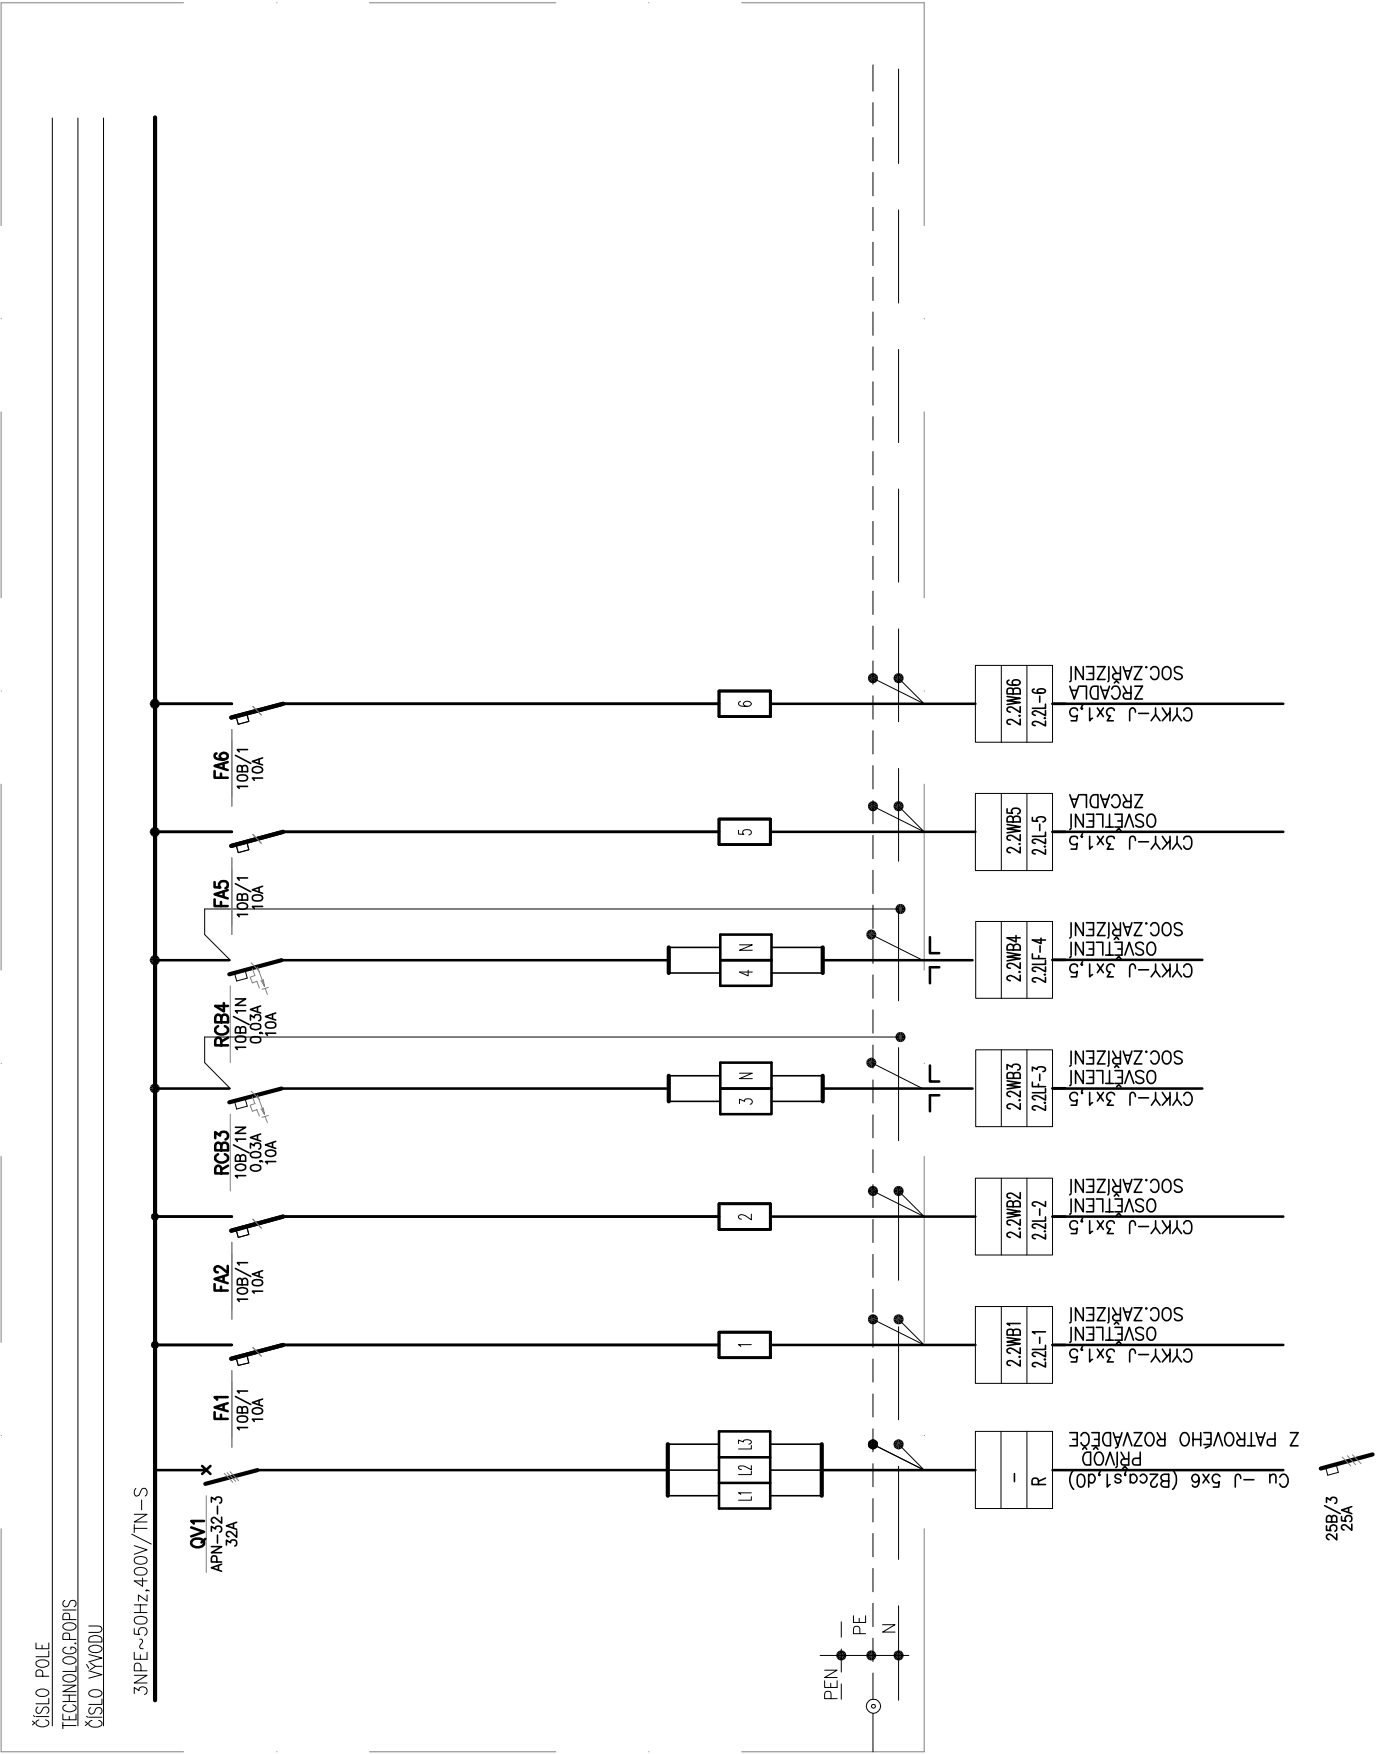 ČÍSLO POLE
TECHNOLOG.POPIS
ČÍSLO VÝVODU
3NPE~50Hz,400V/TN-S
QV1
APN-32-3
32A
FA1
10B/1
10A
FA2
10B/1
10A
RCB3
10B/1N
0,03A
10A
RCB4
10B/1N
0,03A
10A
FA5
10B/1
10A
FA6
10B/1
10A
L1
L2
L3
1
2
3
N
4
N
5
6
PEN
PE
N
-
R
Cu -J 5x6 (B2ca,s1,d0)
PŘÍVOD
Z PATROVÉHO ROZVADĚČE
25B/3
25A
2.2WB1
2.2L-1
CYKY-J 3x1,5
OSVĚTLENÍ
SOC.ZAŘÍZENÍ
2.2WB2
2.2L-2
CYKY-J 3x1,5
OSVĚTLENÍ
SOC.ZAŘÍZENÍ
2.2WB3
2.2LF-3
CYKY-J 3x1,5
OSVĚTLENÍ
SOC.ZAŘÍZENÍ
2.2WB4
2.2LF-4
CYKY-J 3x1,5
OSVĚTLENÍ
SOC.ZAŘÍZENÍ
2.2WB5
2.2L-5
CYKY-J 3x1,5
OSVĚTLENÍ
ZRCADLA
2.2WB6
2.2L-6
CYKY-J 3x1,5
ZRCADLA
SOC.ZAŘÍZENÍ